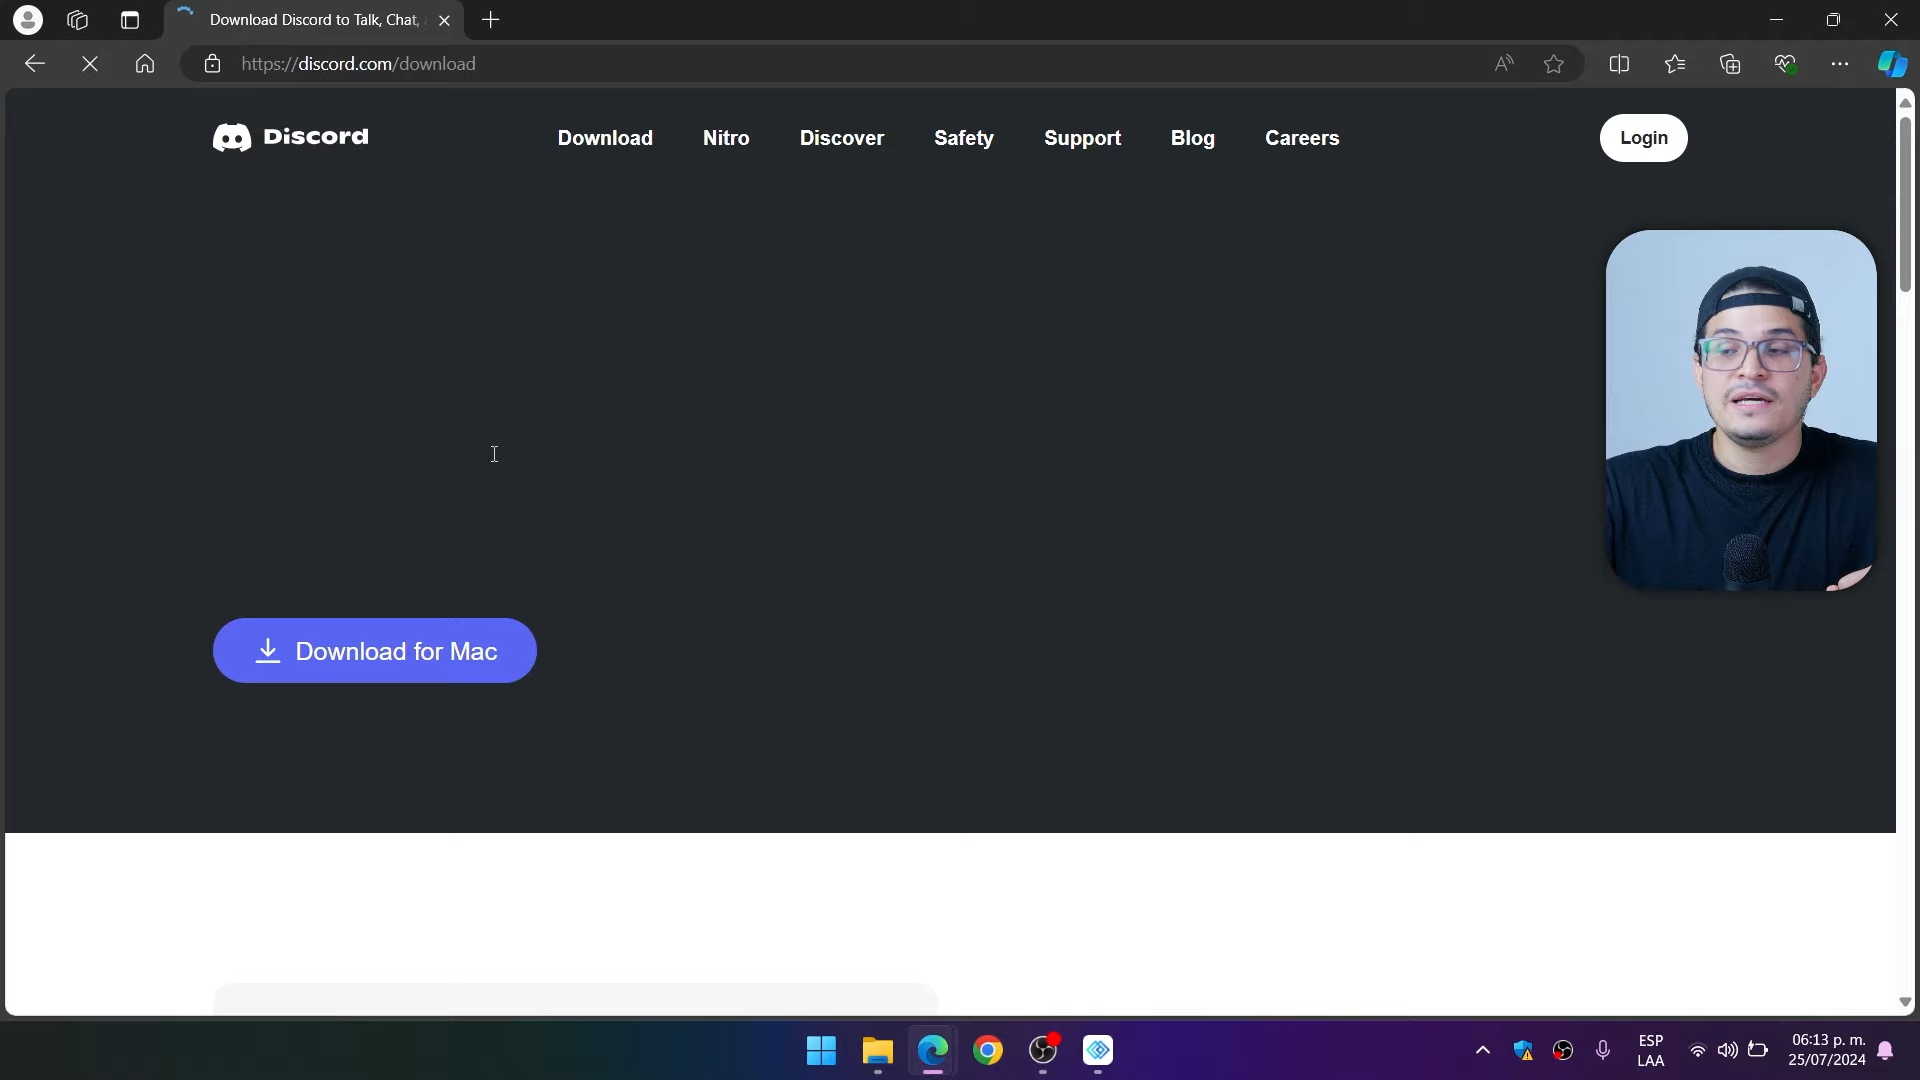 Download Discord to Talk, Chat,
https://discord.com/download
Discord
Download
Nitro
Discover
Safety
Support
Blog
Careers
Login
Download for Mac
ESP
LAA
06:13 p. m.
25/07/2024